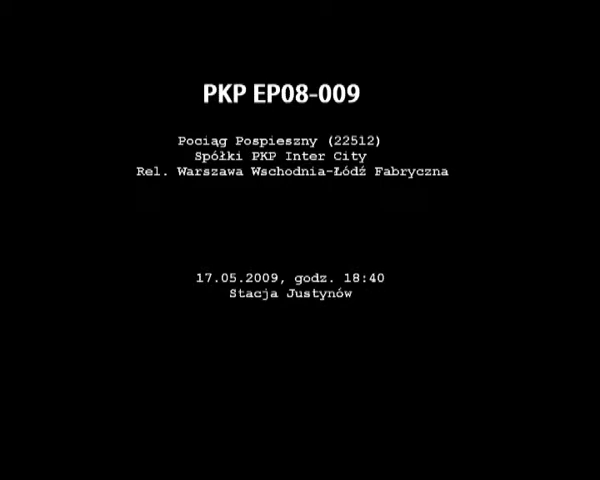 PKP EP08-009
Pociąg Pospieszny (22512)
Spółki PKP Inter City
Rel. Warszawa Wschodnia-Łódź Fabryczna
17.05.2009, godz. 18:40
Stacja Justynów